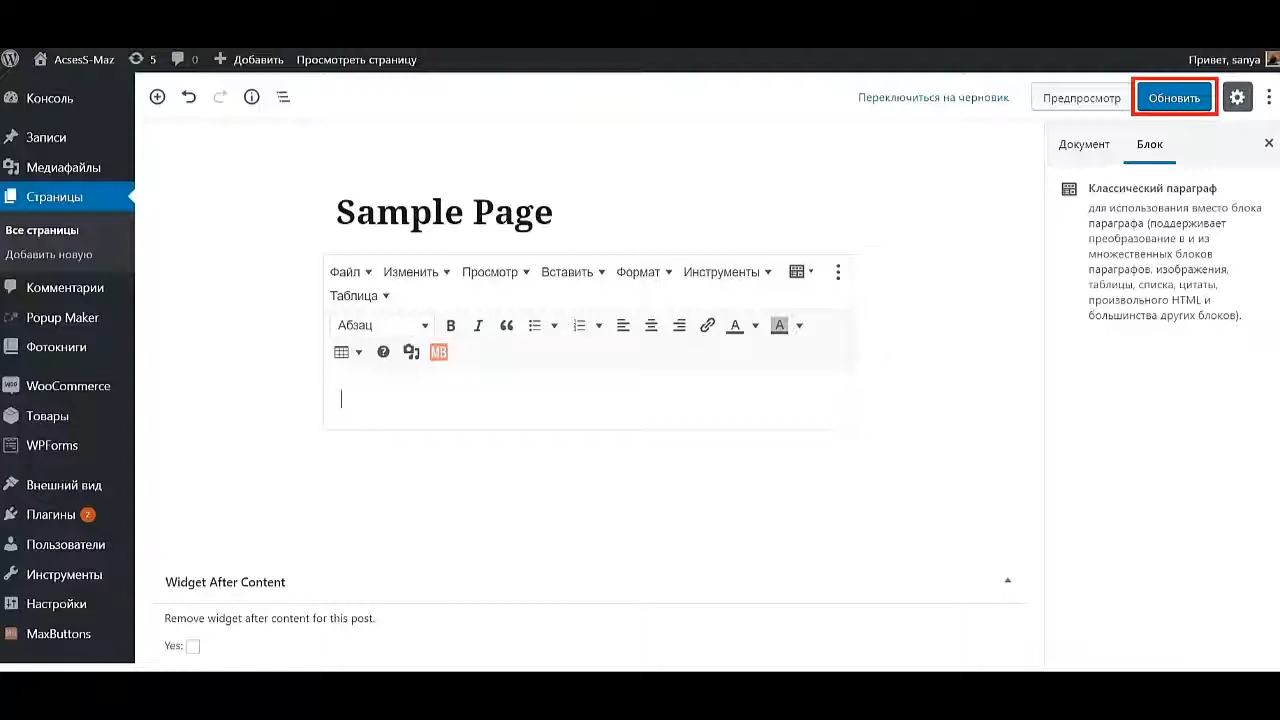 AcsesS-Maz 5 0 Добавить Просмотреть страницу Привет, sanya
Консоль
Записи
Медиафайлы
Страницы
Все страницы
Добавить новую
Комментарии
Popup Maker
Фотокниги
WooCommerce
Товары
WPForms
Внешний вид
Плагины 2
Пользователи
Инструменты
Настройки
MaxButtons
Переключиться на черновик Предпросмотр Обновить
Sample Page
Файл Изменить Просмотр Вставить Формат Инструменты
Таблица
Абзац B I A A
MB
Widget After Content
Remove widget after content for this post.
Yes:
Документ Блок
Классический параграф
для использования вместо блока
параграфа (поддерживает
преобразование в и из
множественных блоков
параграфов, изображения,
таблицы, списка, цитаты,
произвольного HTML и
большинства других блоков).